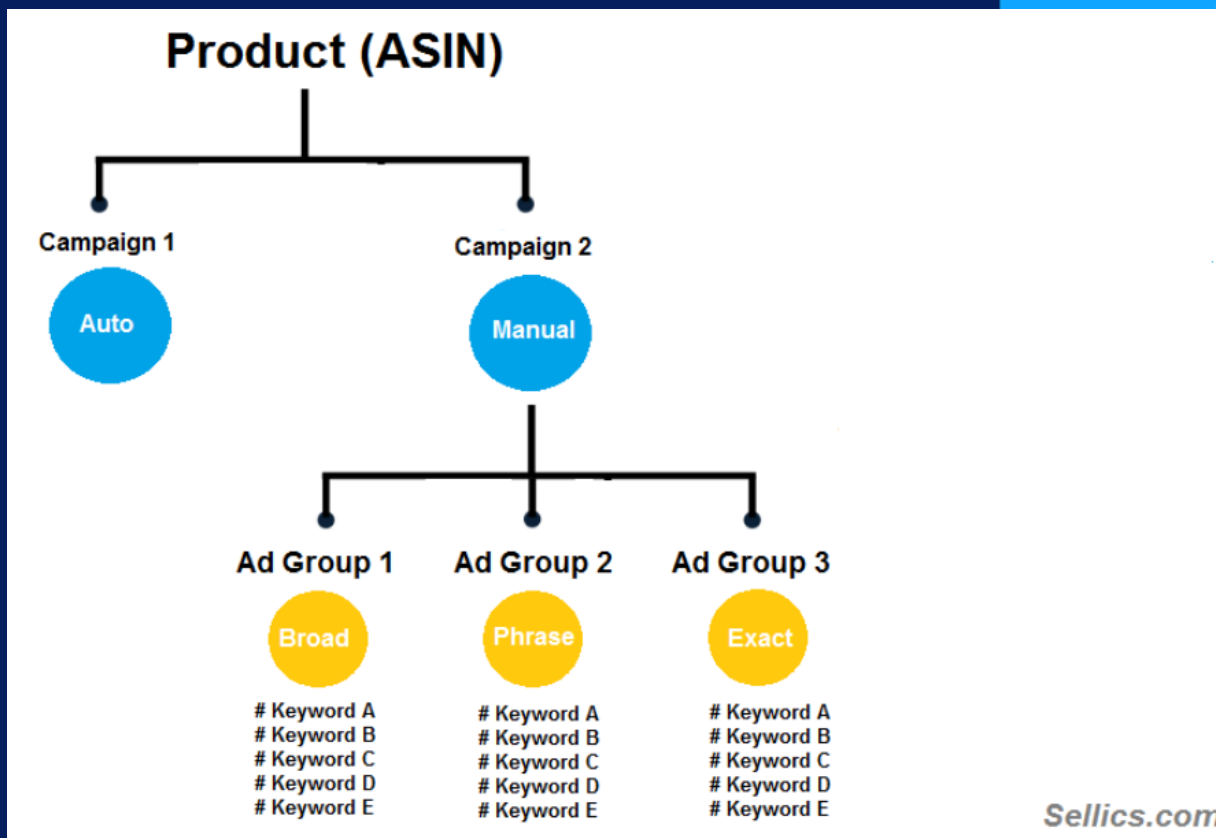 Product (ASIN)
Campaign 1
Campaign 2
Auto
Manual
Ad Group 1
Ad Group 2
Ad Group 3
Broad
Phrase
Exact
# Keyword A
# Keyword B
# Keyword C
# Keyword D
# Keyword E
# Keyword A
# Keyword B
# Keyword C
# Keyword D
# Keyword E
# Keyword A
# Keyword B
# Keyword C
# Keyword D
# Keyword E
Sellics.com